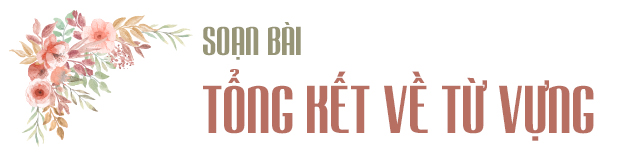 SOẠN BÀI
TỔNG KẾT VỀ TỪ VỰNG